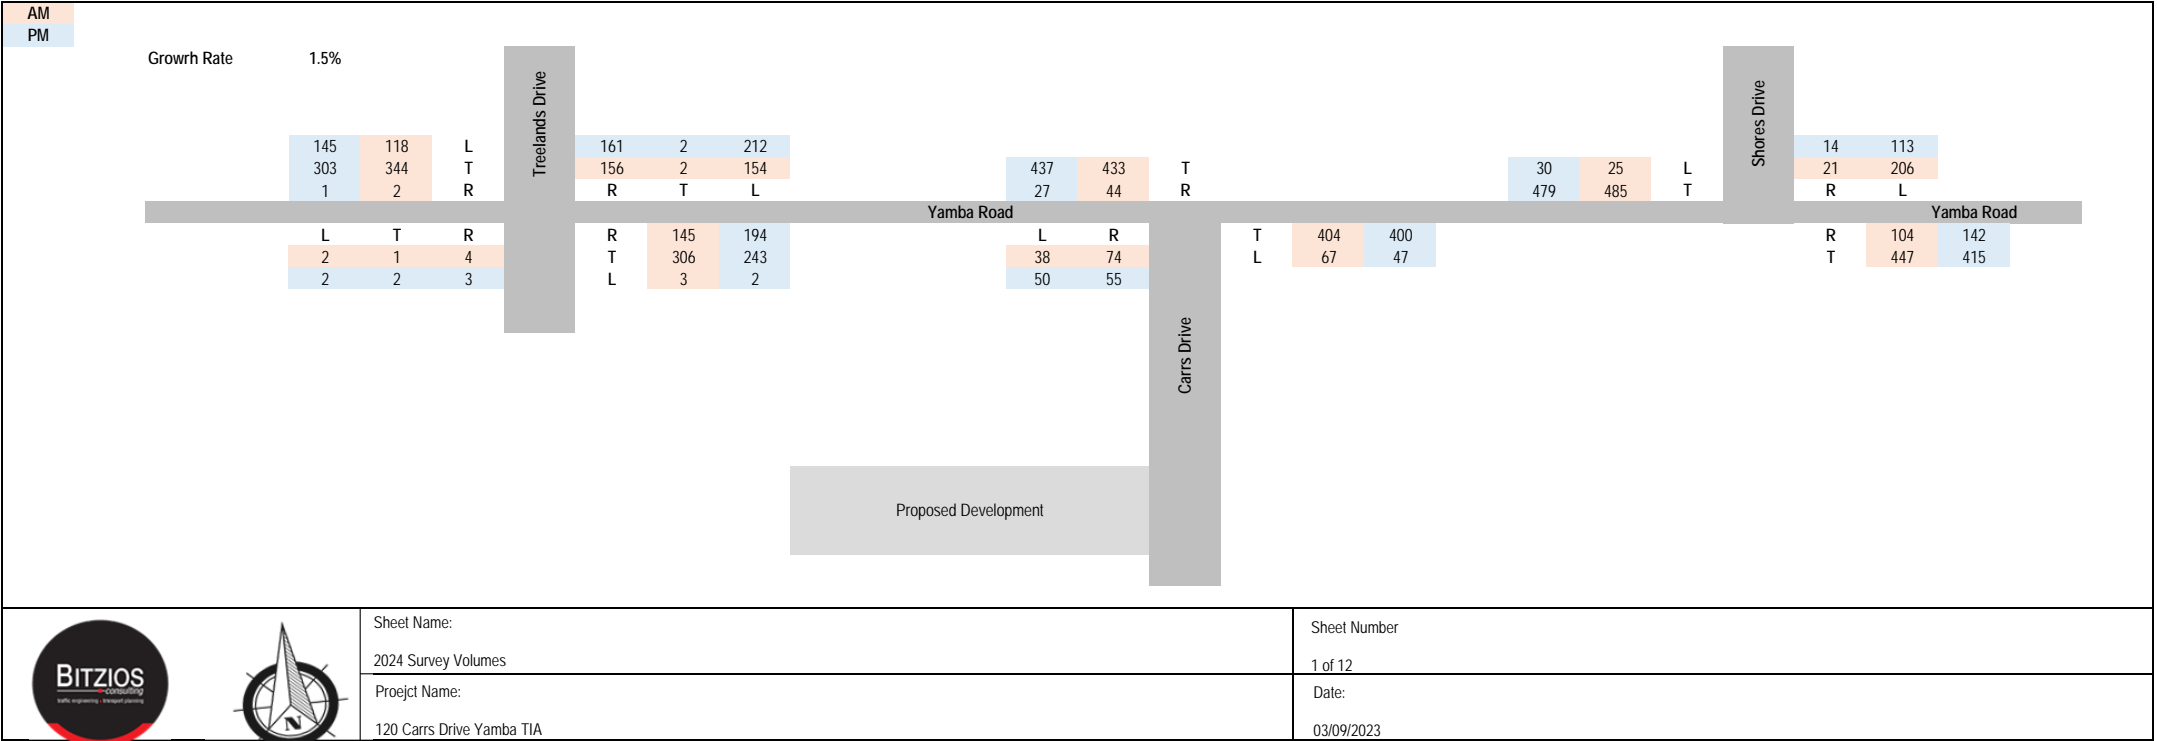 AM
PM
Growrh Rate 1.5%
Treelands Drive
Shores Drive
145 118 L 161 2 212 14 113
303 344 T 156 2 154 437 433 T 30 25 L 21 206
1 2 R R T L 27 44 R 479 485 T R L
Yamba Road Yamba Road
L T R R 145 194 L R T 404 400 R 104 142
2 1 4 T 306 243 38 74 L 67 47 T 447 415
2 2 3 L 3 2 50 55
Carrs Drive
Proposed Development
BITZIOS
consulting
traffic engineering • transport planning
N
Sheet Name:
2024 Survey Volumes
Sheet Number
1 of 12
Proejct Name:
120 Carrs Drive Yamba TIA
Date:
03/09/2023